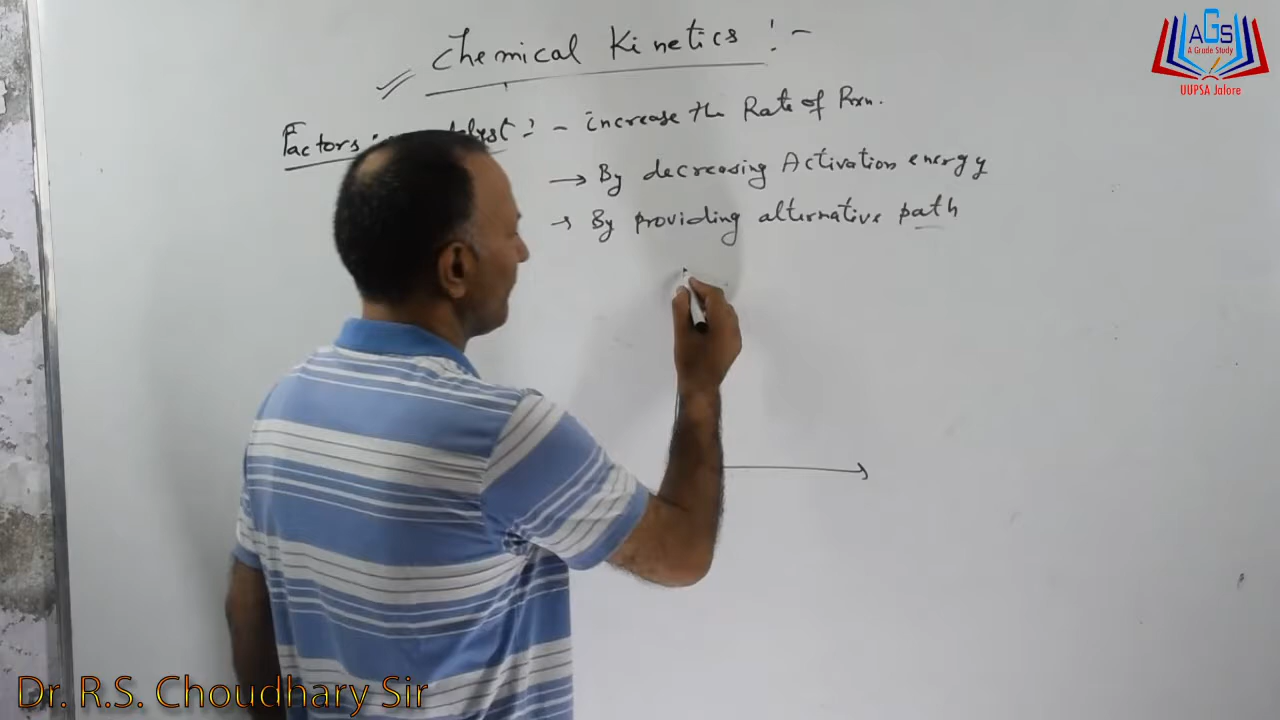 Chemical Kinetics :-
Factors : - increase the Rate of Rxn.
→ By decreasing Activation energy
→ By providing alternative path
AGS
A Grade Study
UUPSA Jalore
Dr. R.S. Choudhary Sir